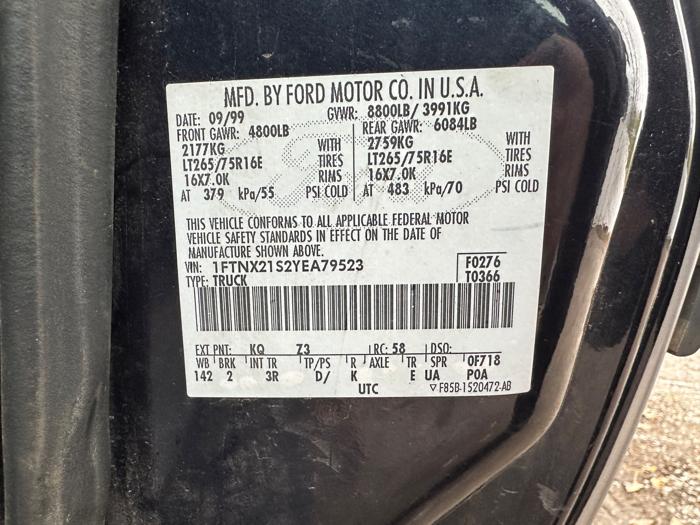 MFD. BY FORD MOTOR CO. IN U.S.A.
DATE: 09/99 GVWR: 8800LB/ 3991KG
FRONT GAWR: 4800LB REAR GAWR: 6084LB
2177KG WITH 2759KG WITH
LT265/75R16E TIRES LT265/75R16E TIRES
16X7.0K RIMS 16X7.0K RIMS
AT 379 kPa/55 PSI COLD AT 483 kPa/70 PSI COLD
THIS VEHICLE CONFORMS TO ALL APPLICABLE FEDERAL MOTOR
VEHICLE SAFETY STANDARDS IN EFFECT ON THE DATE OF
MANUFACTURE SHOWN ABOVE.
VIN: 1FTNX21S2YEA79523 F0276
TYPE: TRUCK T0366
EXT PNT: KQ Z3 RC: 58 DSO:
WB BRK INT TR TP/PS R AXLE TR SPR 0F718
142 2 3R D/ K E UA P0A
UTC ▽F85B-1520472-AB